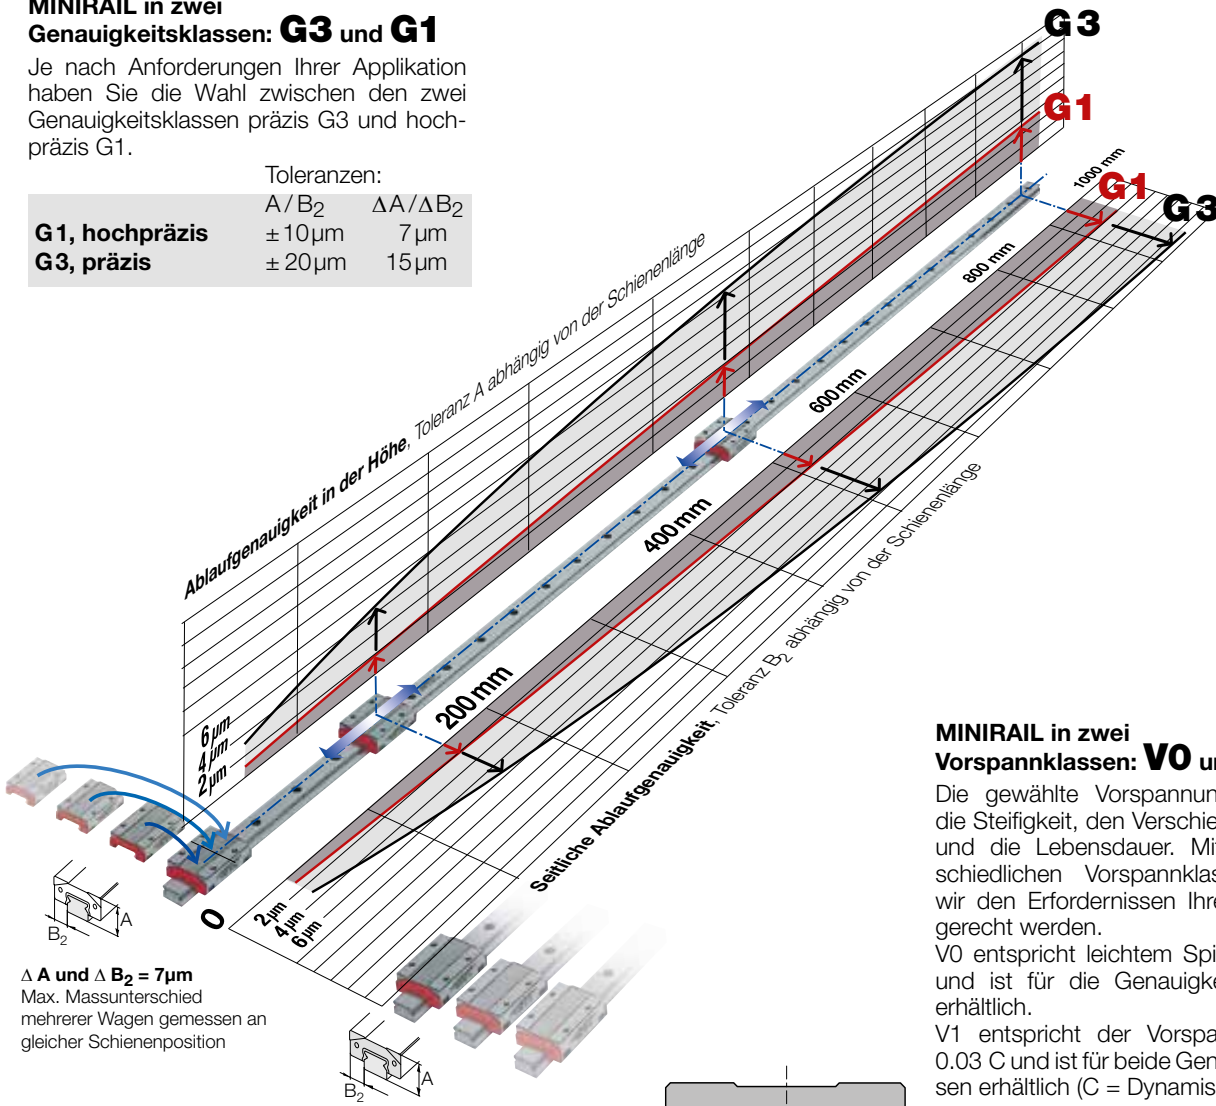 MINIRAIL in zwei
Genauigkeitsklassen: G3 und G1
Je nach Anforderungen Ihrer Applikation
haben Sie die Wahl zwischen den zwei
Genauigkeitsklassen präzis G3 und hoch-
präzis G1.
Toleranzen:
A/B2 ΔA/ΔB2
G1, hochpräzis ±10µm 7µm
G3, präzis ±20µm 15µm
G3
G1
1000 mm
G1
G3
800 mm
600mm
400mm
200mm
0
Ablaufgenauigkeit in der Höhe, Toleranz A abhängig von der Schienenlänge
6µm
4µm
2µm
Seitliche Ablaufgenauigkeit, Toleranz B2 abhängig von der Schienenlänge
2µm
4µm
6µm
A
B2
Δ A und Δ B2 = 7µm
Max. Massunterschied
mehrerer Wagen gemessen an
gleicher Schienenposition
A
B2
MINIRAIL in zwei
Vorspannklassen: V0 u
Die gewählte Vorspannun
die Steifigkeit, den Verschie
und die Lebensdauer. Mi
schiedlichen Vorspannklas
wir den Erfordernissen Ihre
gerecht werden.
V0 entspricht leichtem Spi
und ist für die Genauigke
erhältlich.
V1 entspricht der Vorspa
0.03 C und ist für beide Gen
sen erhältlich (C = Dynamis